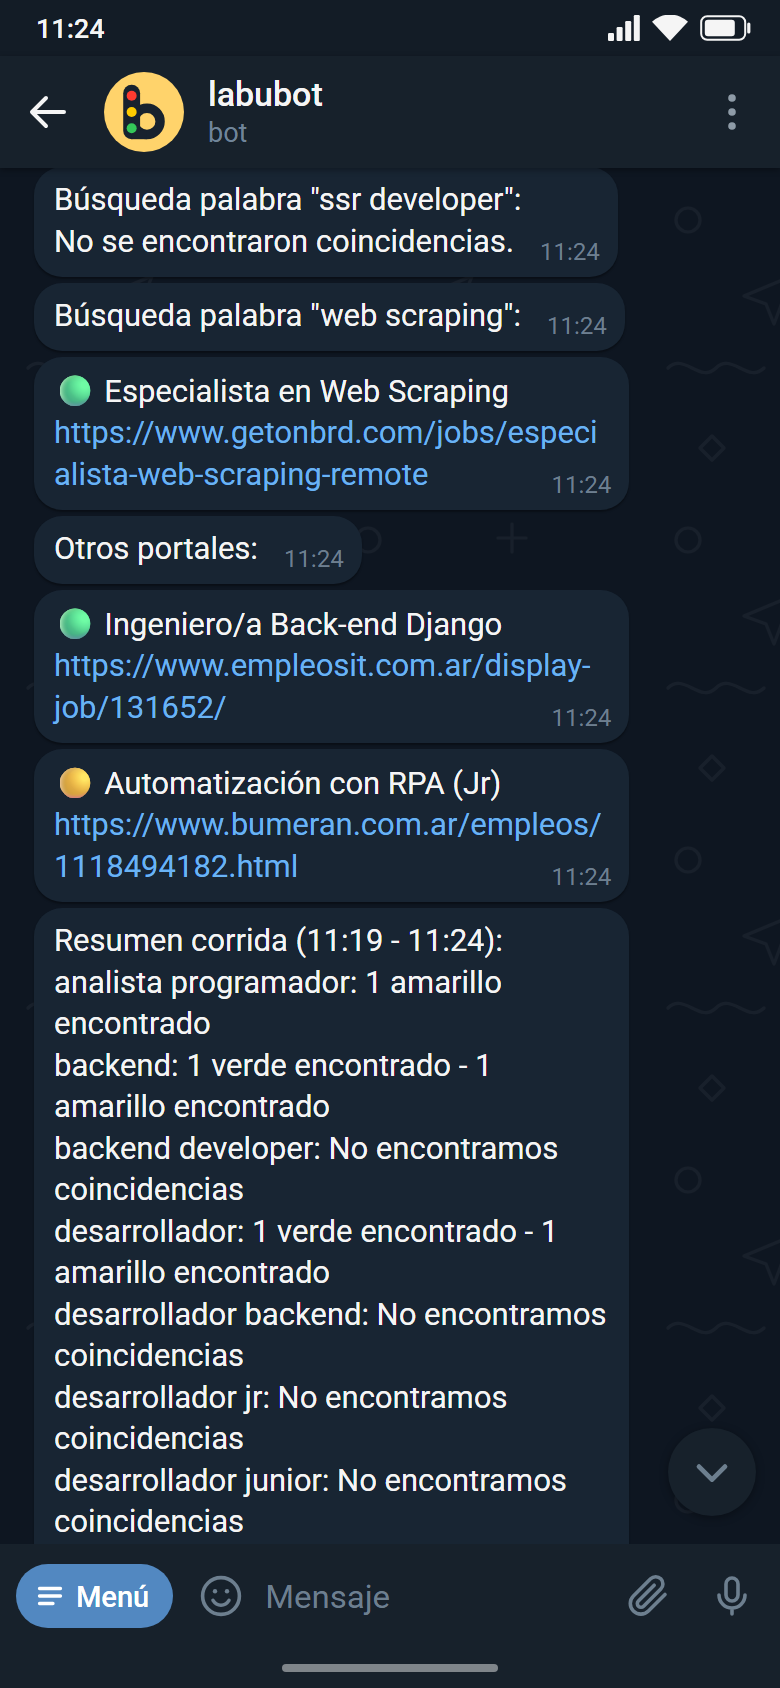 11:24
labubot
bot
Búsqueda palabra "ssr developer":
No se encontraron coincidencias. 11:24
Búsqueda palabra "web scraping": 11:24
Especialista en Web Scraping
https://www.getonbrd.com/jobs/especi
alista-web-scraping-remote 11:24
Otros portales: 11:24
Ingeniero/a Back-end Django
https://www.empleosit.com.ar/display-
job/131652/ 11:24
Automatización con RPA (Jr)
https://www.bumeran.com.ar/empleos/
1118494182.html 11:24
Resumen corrida (11:19 - 11:24):
analista programador: 1 amarillo
encontrado
backend: 1 verde encontrado - 1
amarillo encontrado
backend developer: No encontramos
coincidencias
desarrollador: 1 verde encontrado - 1
amarillo encontrado
desarrollador backend: No encontramos
coincidencias
desarrollador jr: No encontramos
coincidencias
desarrollador junior: No encontramos
coincidencias
Menú Mensaje